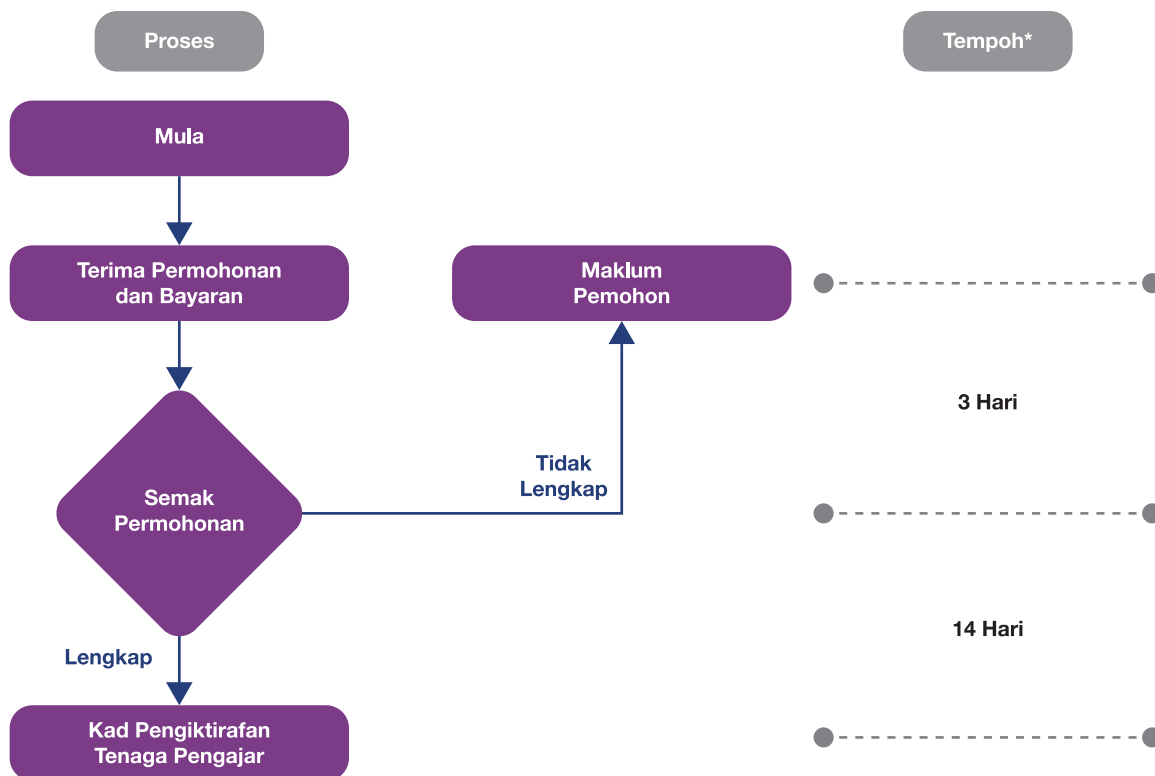 Proses
Tempoh*
Mula
Terima Permohonan
dan Bayaran
Maklum
Pemohon
3 Hari
Tidak
Lengkap
Semak
Permohonan
14 Hari
Lengkap
Kad Pengiktirafan
Tenaga Pengajar